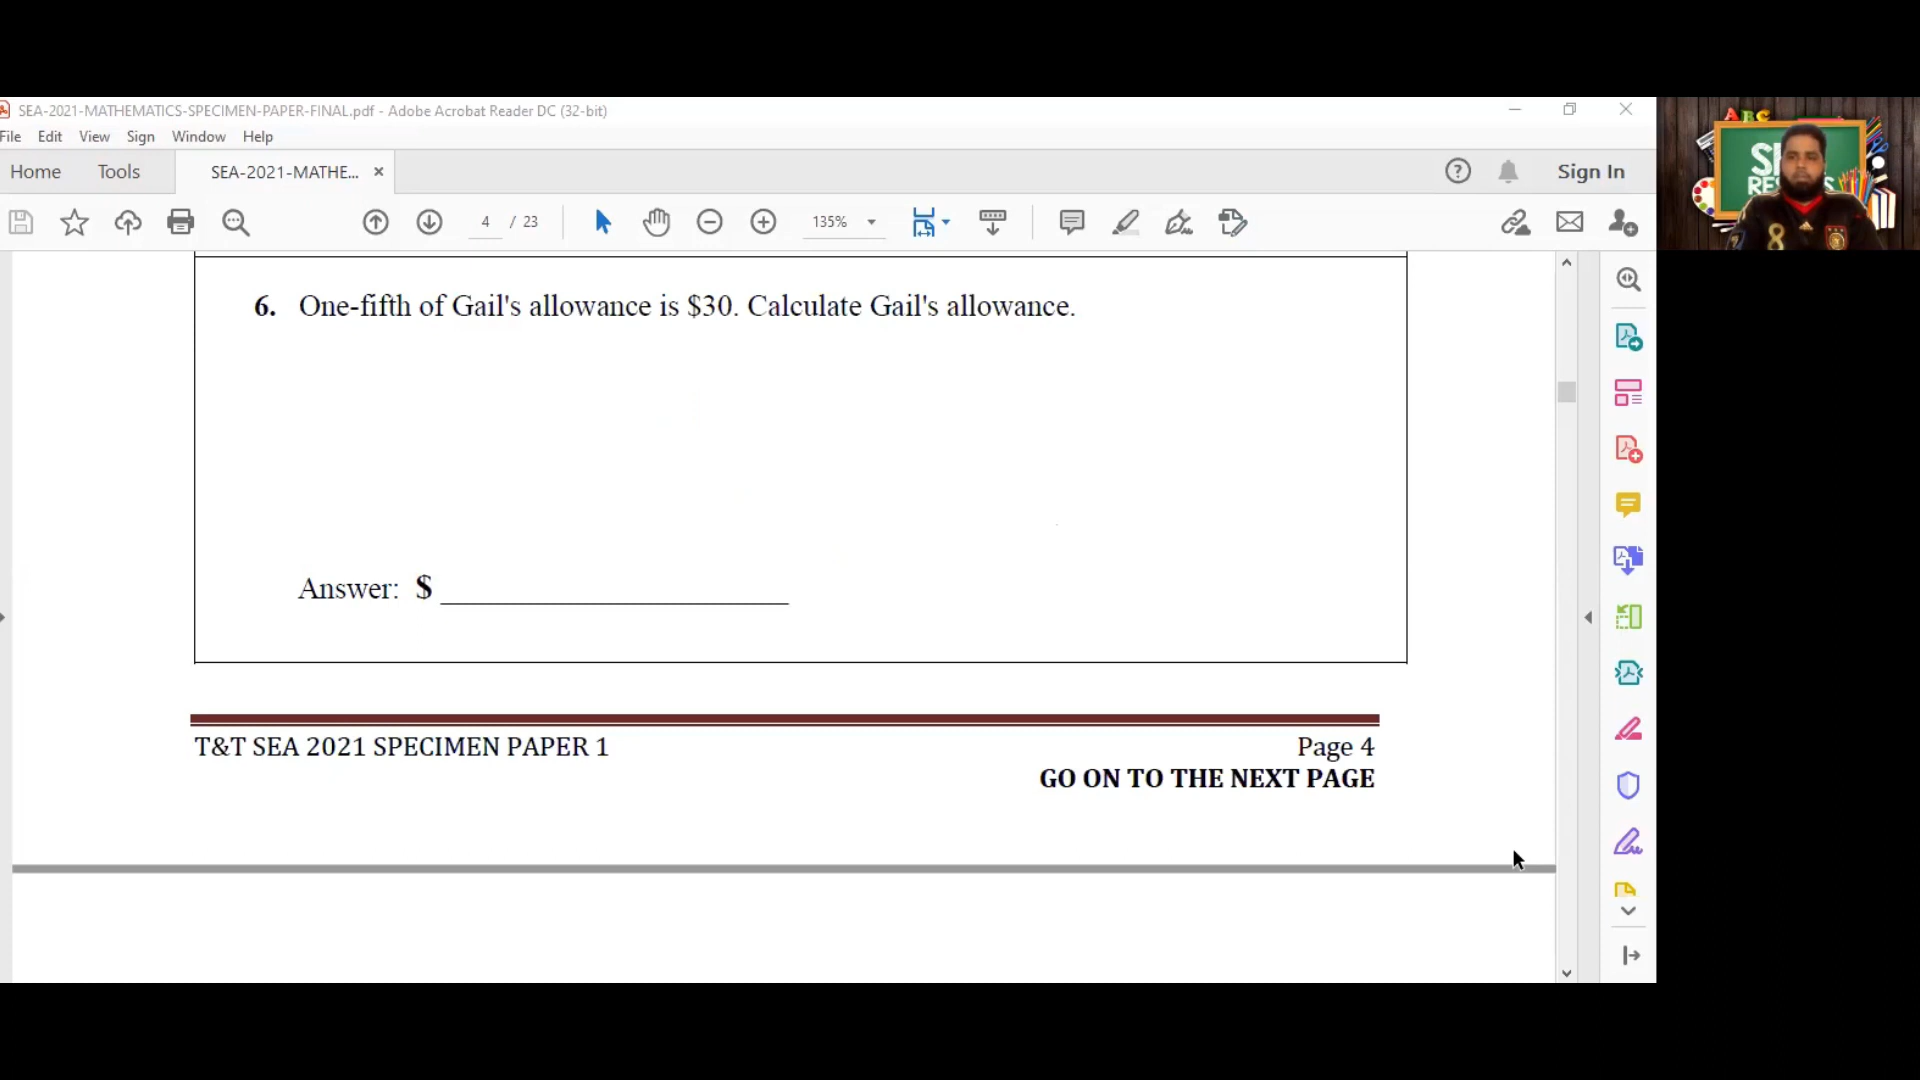 SEA-2021-MATHEMATICS-SPECIMEN-PAPER-FINAL.pdf - Adobe Acrobat Reader DC (32-bit)
File Edit View Sign Window Help
Home Tools SEA-2021-MATHE... Sign In
4 / 23 135%
6. One-fifth of Gail's allowance is $30. Calculate Gail's allowance.
Answer: $
T&T SEA 2021 SPECIMEN PAPER 1 Page 4
GO ON TO THE NEXT PAGE
ABC
8